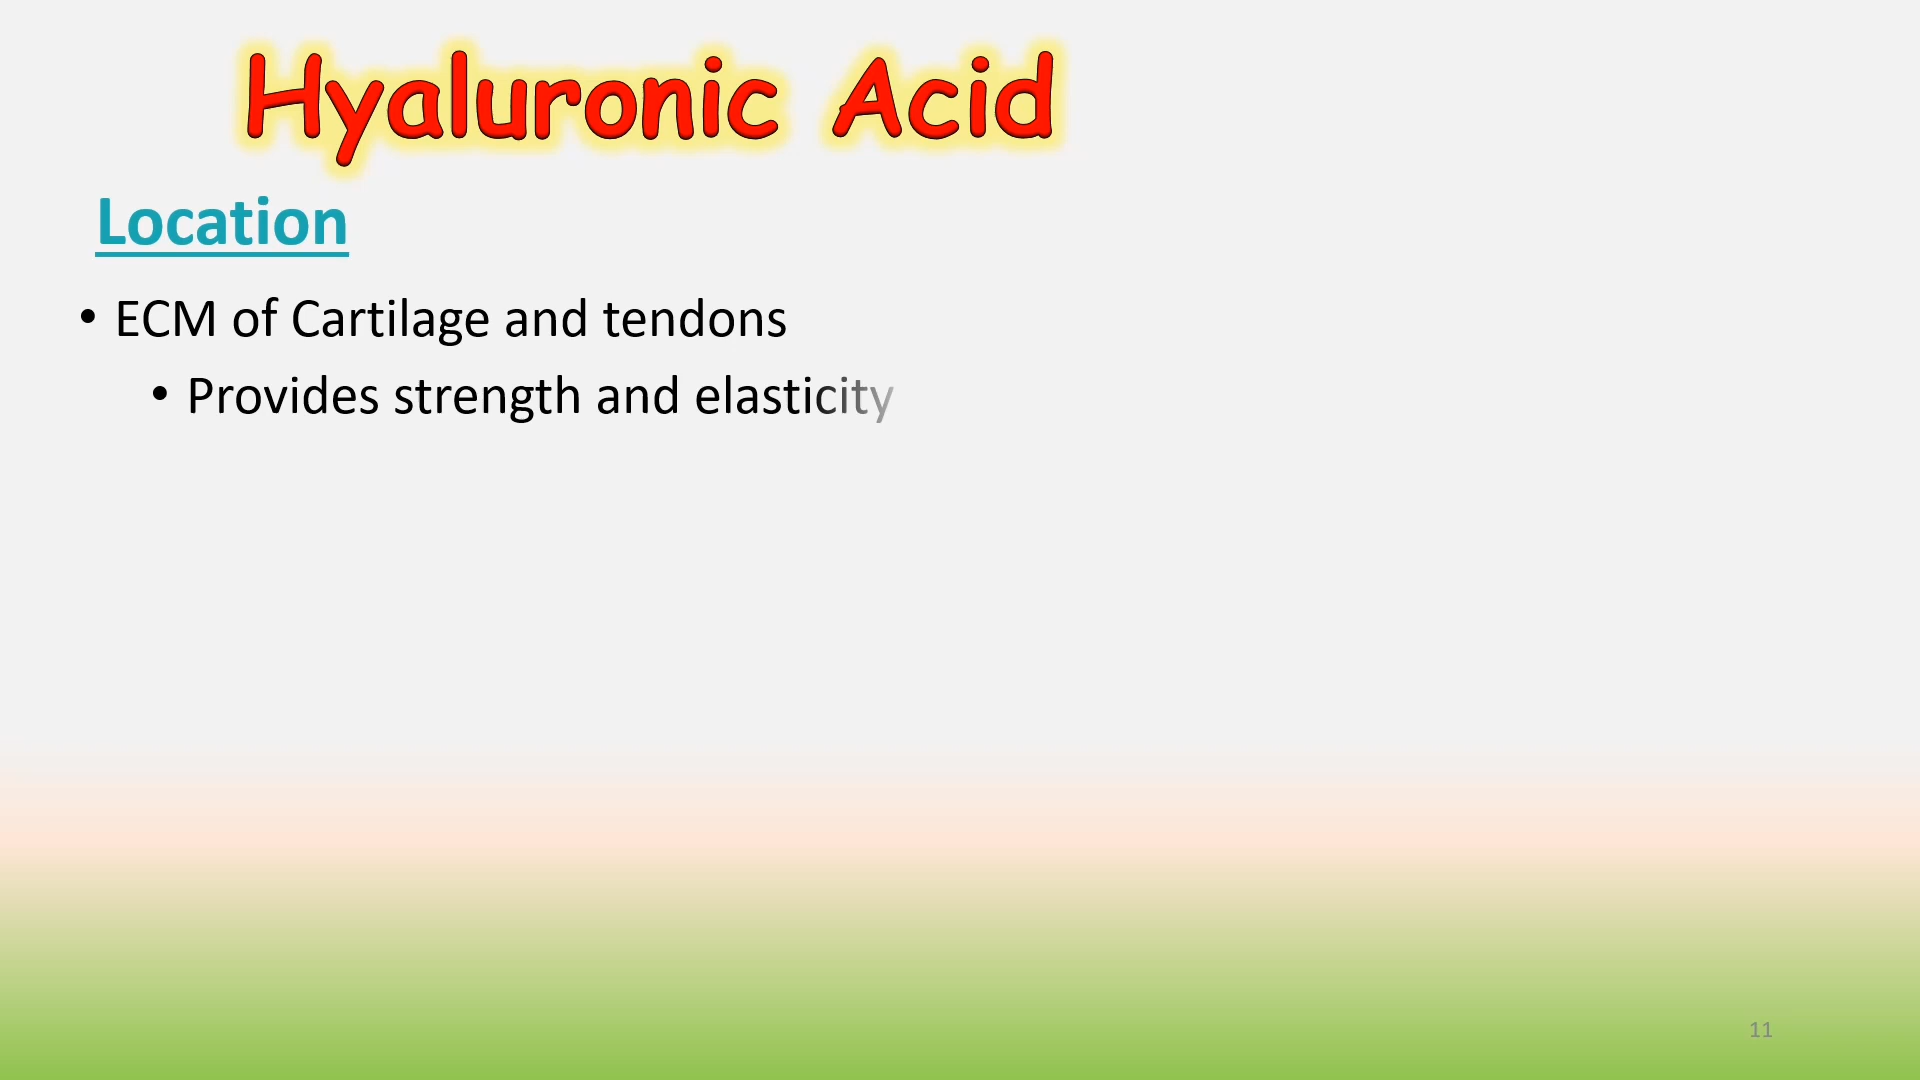 Hyaluronic Acid
Location
• ECM of Cartilage and tendons
• Provides strength and elasticity
11